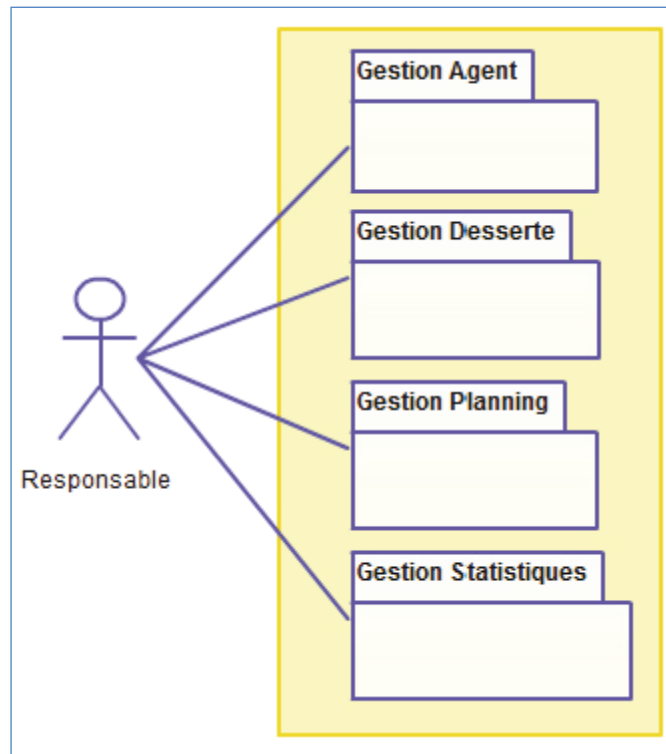 Gestion Agent
Gestion Desserte
Gestion Planning
Responsable
Gestion Statistiques